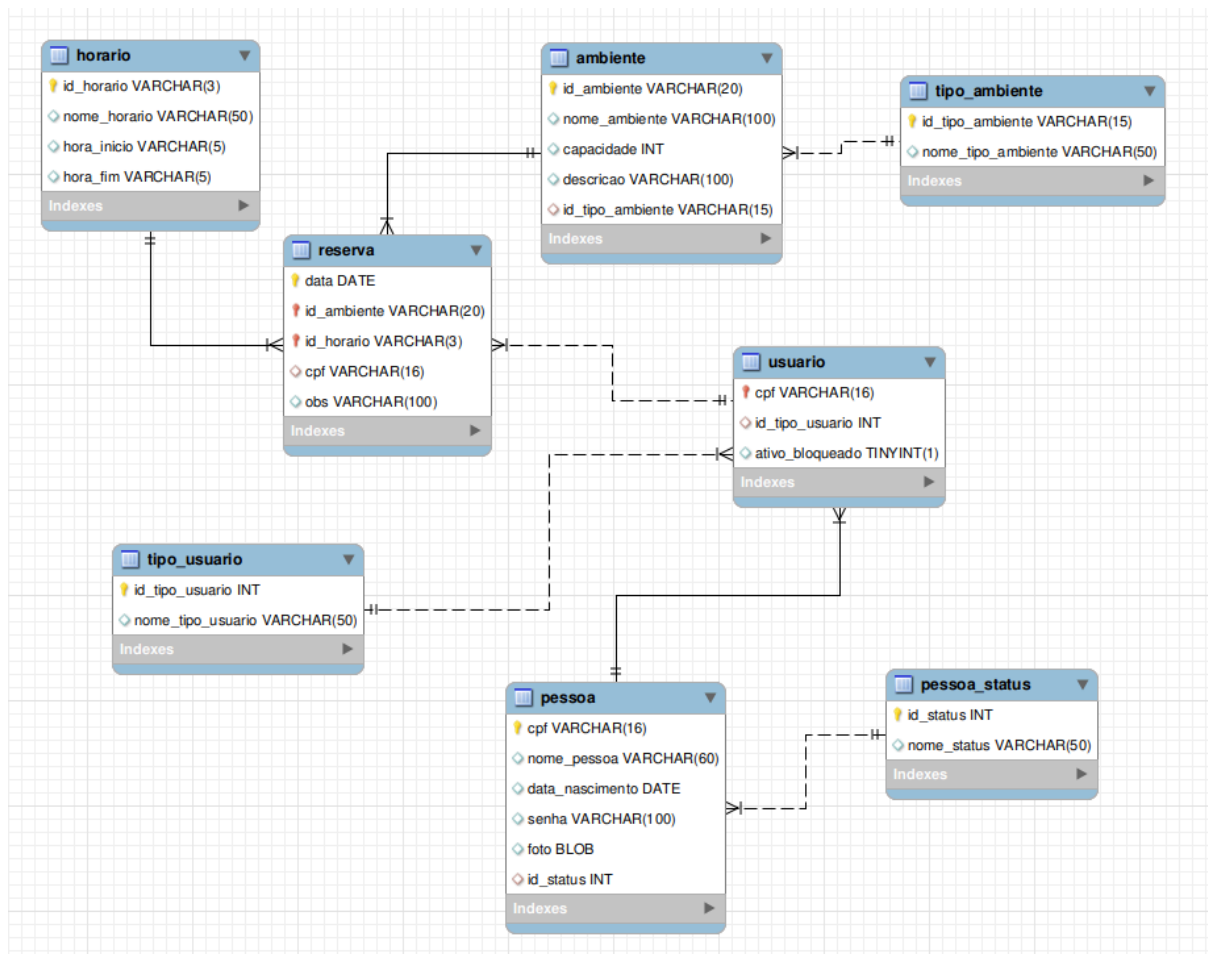 horario
id_horario VARCHAR(3)
nome_horario VARCHAR(50)
hora_inicio VARCHAR(5)
hora_fim VARCHAR(5)
Indexes
ambiente
id_ambiente VARCHAR(20)
nome_ambiente VARCHAR(100)
capacidade INT
descricao VARCHAR(100)
id_tipo_ambiente VARCHAR(15)
Indexes
tipo_ambiente
id_tipo_ambiente VARCHAR(15)
nome_tipo_ambiente VARCHAR(50)
Indexes
reserva
data DATE
id_ambiente VARCHAR(20)
id_horario VARCHAR(3)
cpf VARCHAR(16)
obs VARCHAR(100)
Indexes
usuario
cpf VARCHAR(16)
id_tipo_usuario INT
ativo_bloqueado TINYINT(1)
Indexes
tipo_usuario
id_tipo_usuario INT
nome_tipo_usuario VARCHAR(50)
Indexes
pessoa
cpf VARCHAR(16)
nome_pessoa VARCHAR(60)
data_nascimento DATE
senha VARCHAR(100)
foto BLOB
id_status INT
Indexes
pessoa_status
id_status INT
nome_status VARCHAR(50)
Indexes